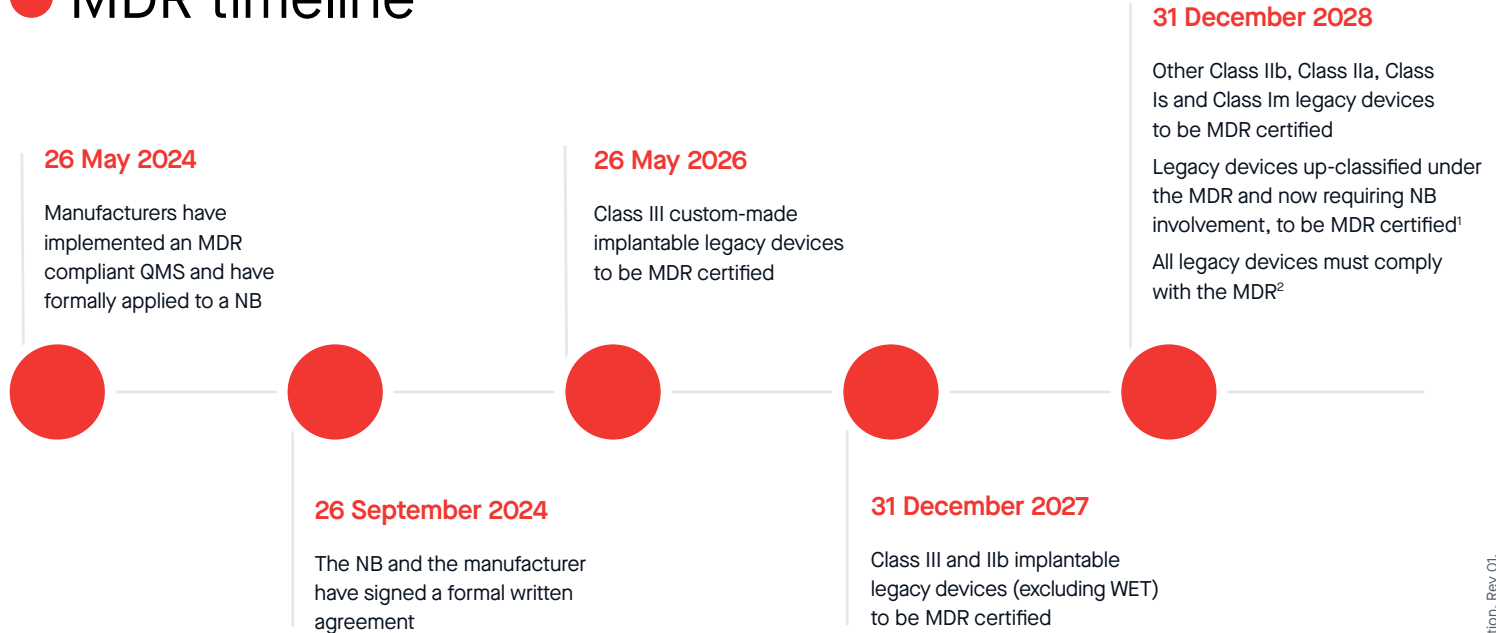 MDR timeline
26 May 2024
Manufacturers have
implemented an MDR
compliant QMS and have
formally applied to a NB
26 September 2024
The NB and the manufacturer
have signed a formal written
agreement
26 May 2026
Class III custom-made
implantable legacy devices
to be MDR certified
31 December 2027
Class III and IIb implantable
legacy devices (excluding WET)
to be MDR certified
31 December 2028
Other Class IIb, Class IIa, Class
Is and Class Im legacy devices
to be MDR certified
Legacy devices up-classified under
the MDR and now requiring NB
involvement, to be MDR certified¹
All legacy devices must comply
with the MDR²
Rev 01.